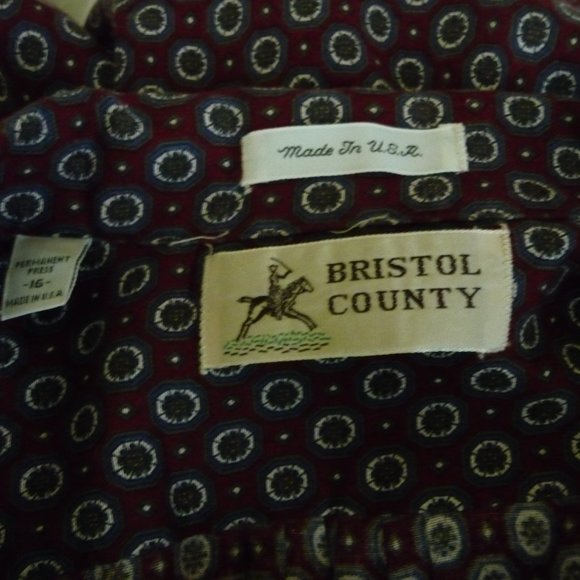 Made In U.S.A.
BRISTOL
COUNTY
PERMANENT
PRESS
-16-
MADE IN U.S.A